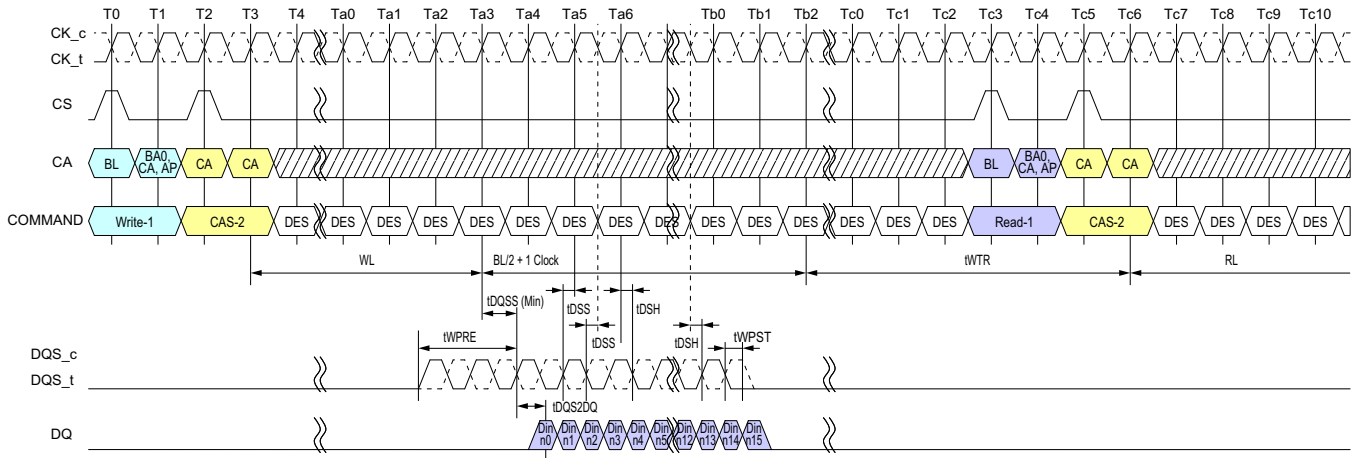 T0 T1 T2 T3 T4 Ta0 Ta1 Ta2 Ta3 Ta4 Ta5 Ta6 Tb0 Tb1 Tb2 Tc0 Tc1 Tc2 Tc3 Tc4 Tc5 Tc6 Tc7 Tc8 Tc9 Tc10
CK_c
CK_t
CS
CA BL BA0, CA, AP CA CA BL BA0, CA, AP CA CA
COMMAND Write-1 CAS-2 DES DES DES DES DES DES DES DES DES DES DES DES DES DES DES Read-1 CAS-2 DES DES DES DES
WL BL/2 + 1 Clock tWTR RL
tDQSS (Min) tDSS tDSH
tWPRE tDSS tDSH tWPST
DQS_c
DQS_t
tDQS2DQ
DQ Din n0 Din n1 Din n2 Din n3 Din n4 Din n5 Din n12 Din n13 Din n14 Din n15